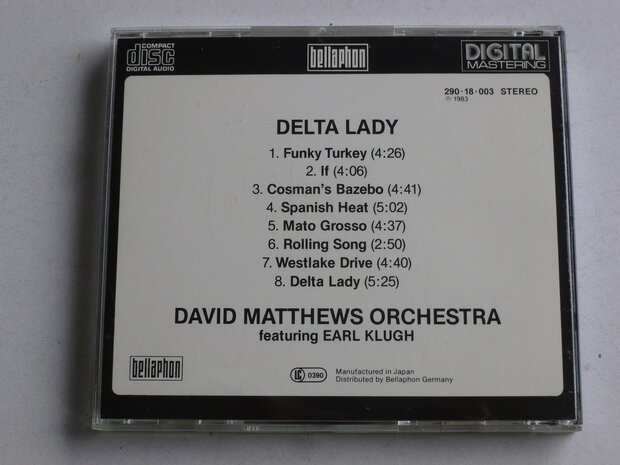 COMPACT
disc
DIGITAL AUDIO
bellaphon
DIGITAL
MASTERING
290·18·003 STEREO
℗ 1983
DELTA LADY
1. Funky Turkey (4:26)
2. If (4:06)
3. Cosman's Bazebo (4:41)
4. Spanish Heat (5:02)
5. Mato Grosso (4:37)
6. Rolling Song (2:50)
7. Westlake Drive (4:40)
8. Delta Lady (5:25)
DAVID MATTHEWS ORCHESTRA
featuring EARL KLUGH
bellaphon
LC 0390
Manufactured in Japan
Distributed by Bellaphon Germany